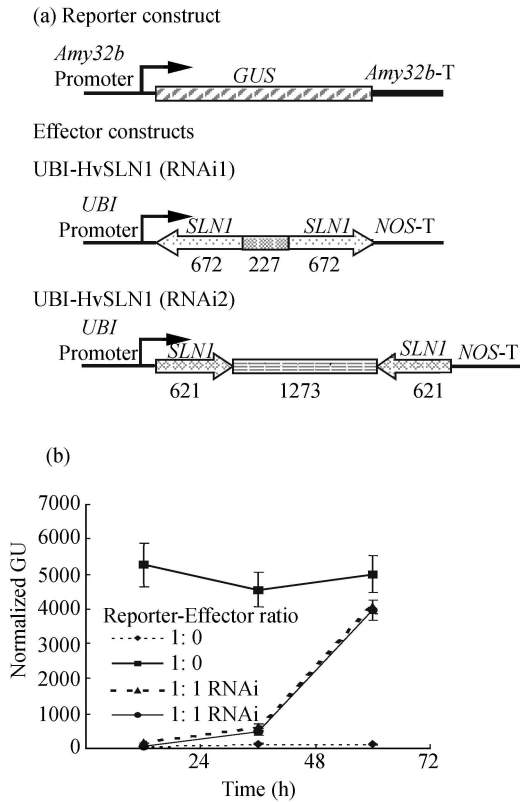 (a) Reporter construct
Amy32b
Promoter
GUS
Amy32b-T
Effector constructs
UBI-HvSLN1 (RNAi1)
UBI
Promoter
SLN1
SLN1
NOS-T
672
227
672
UBI-HvSLN1 (RNAi2)
UBI
Promoter
SLN1
SLN1
NOS-T
621
1273
621
(b)
7000
6000
5000
4000
3000
2000
1000
0
Normalized GU
Reporter-Effector ratio
1: 0
1: 0
1: 1 RNAi
1: 1 RNAi
24
48
72
Time (h)